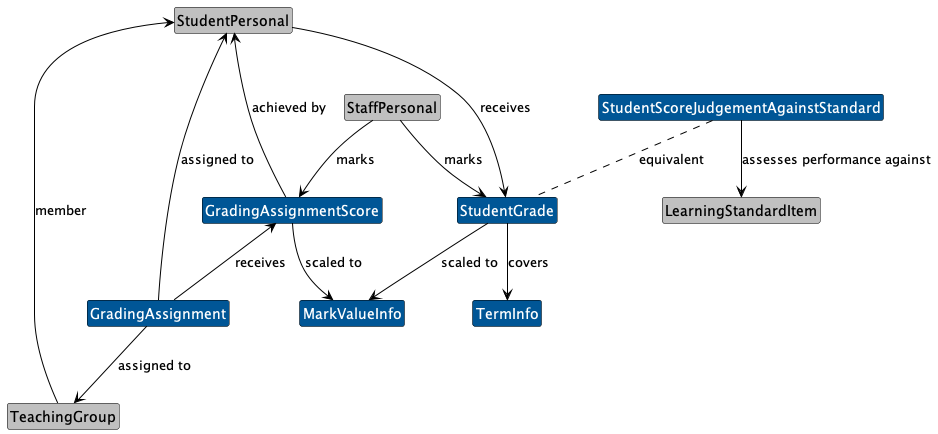 StudentPersonal
StaffPersonal
StudentScoreJudgementAgainstStandard
achieved by
receives
assigned to
marks
marks
equivalent
assesses performance against
member
GradingAssignmentScore
StudentGrade
LearningStandardItem
receives
scaled to
scaled to
covers
GradingAssignment
MarkValueInfo
TermInfo
assigned to
TeachingGroup